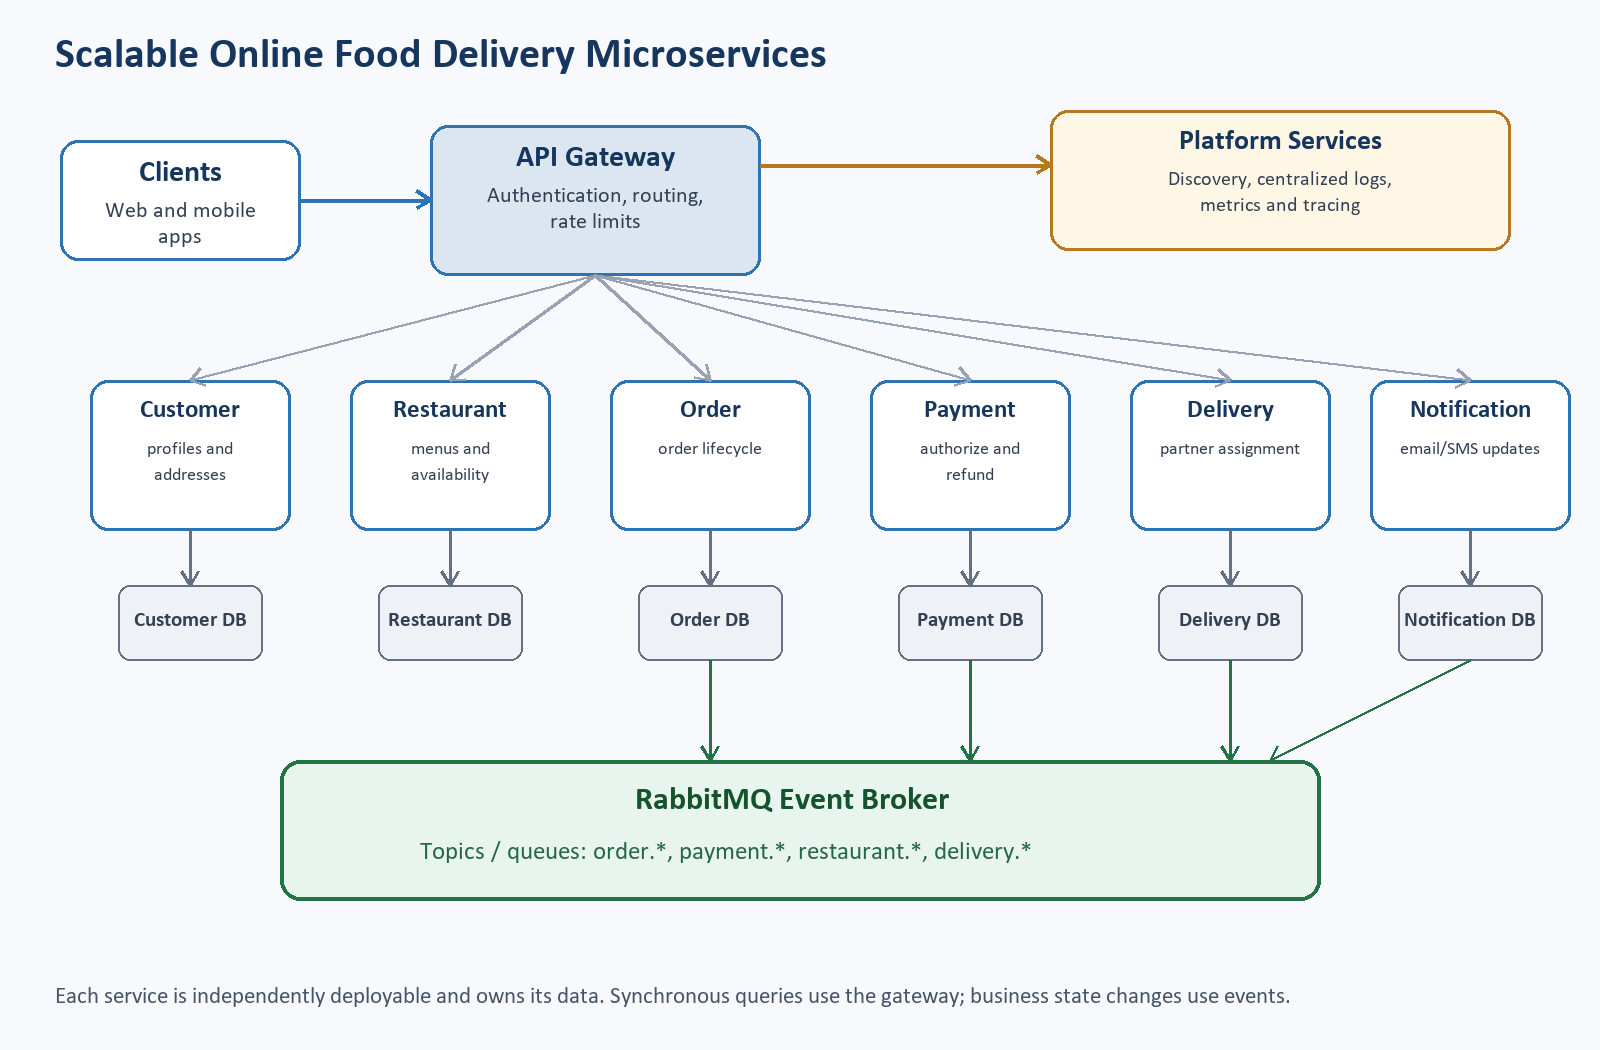 Scalable Online Food Delivery Microservices
Clients
Web and mobile
apps
API Gateway
Authentication, routing,
rate limits
Platform Services
Discovery, centralized logs,
metrics and tracing
Customer
profiles and
addresses
Restaurant
menus and
availability
Order
order lifecycle
Payment
authorize and
refund
Delivery
partner assignment
Notification
email/SMS updates
Customer DB
Restaurant DB
Order DB
Payment DB
Delivery DB
Notification DB
RabbitMQ Event Broker
Topics / queues: order.*, payment.*, restaurant.*, delivery.*
Each service is independently deployable and owns its data. Synchronous queries use the gateway; business state changes use events.